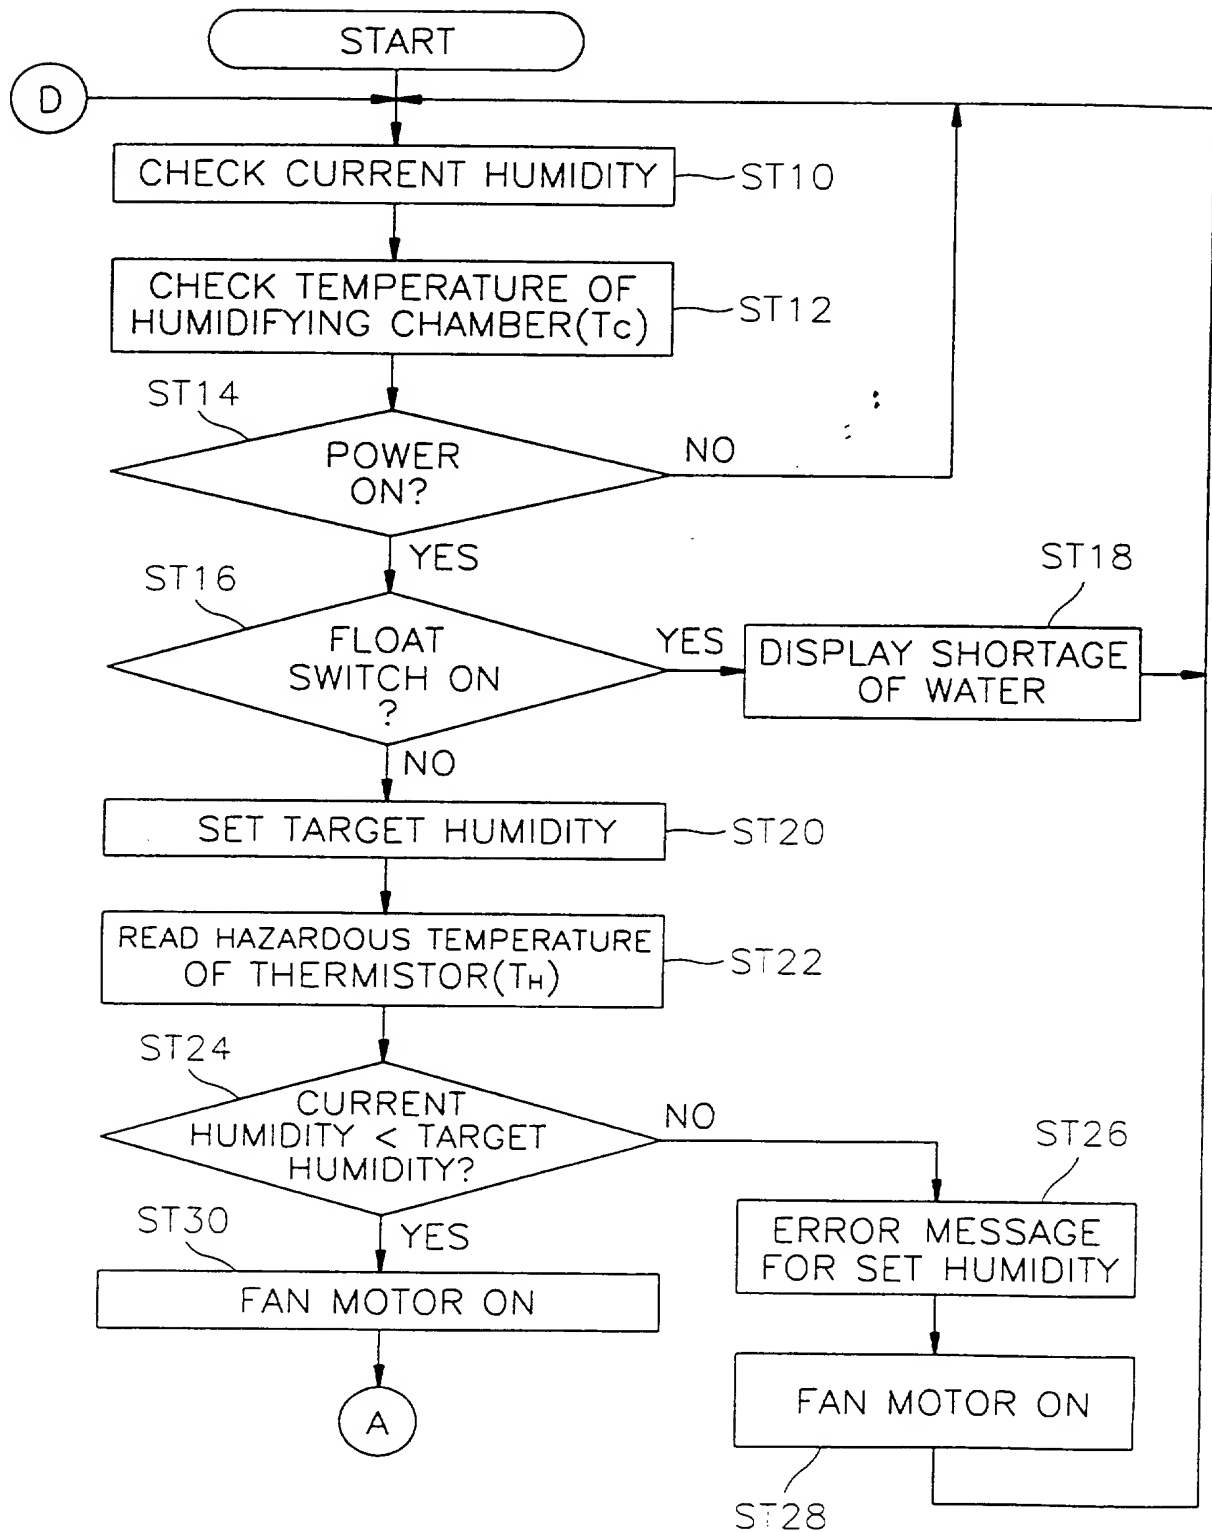 START
D
CHECK CURRENT HUMIDITY
ST10
CHECK TEMPERATURE OF
HUMIDIFYING CHAMBER(Tc)
ST12
ST14
POWER
ON?
NO
YES
ST16
FLOAT
SWITCH ON
?
YES
ST18
DISPLAY SHORTAGE
OF WATER
NO
SET TARGET HUMIDITY
ST20
READ HAZARDOUS TEMPERATURE
OF THERMISTOR(TH)
ST22
ST24
CURRENT
HUMIDITY < TARGET
HUMIDITY?
NO
ST26
ERROR MESSAGE
FOR SET HUMIDITY
YES
ST30
FAN MOTOR ON
A
FAN MOTOR ON
ST28